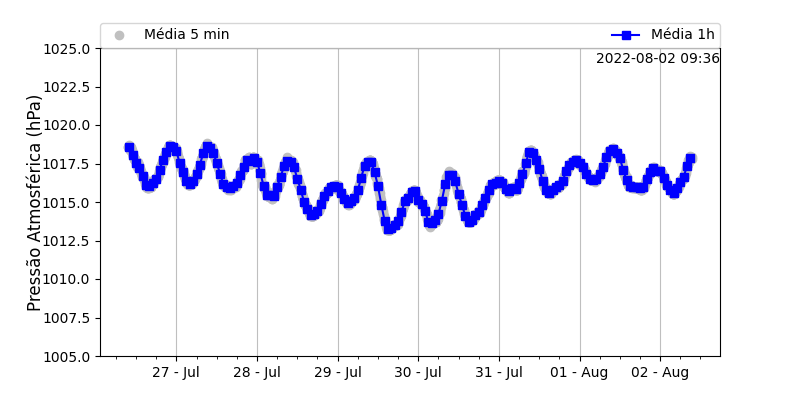 Média 5 min
Média 1h
2022-08-02 09:36
Pressão Atmosférica (hPa)
1025.0
1022.5
1020.0
1017.5
1015.0
1012.5
1010.0
1007.5
1005.0
27 - Jul
28 - Jul
29 - Jul
30 - Jul
31 - Jul
01 - Aug
02 - Aug